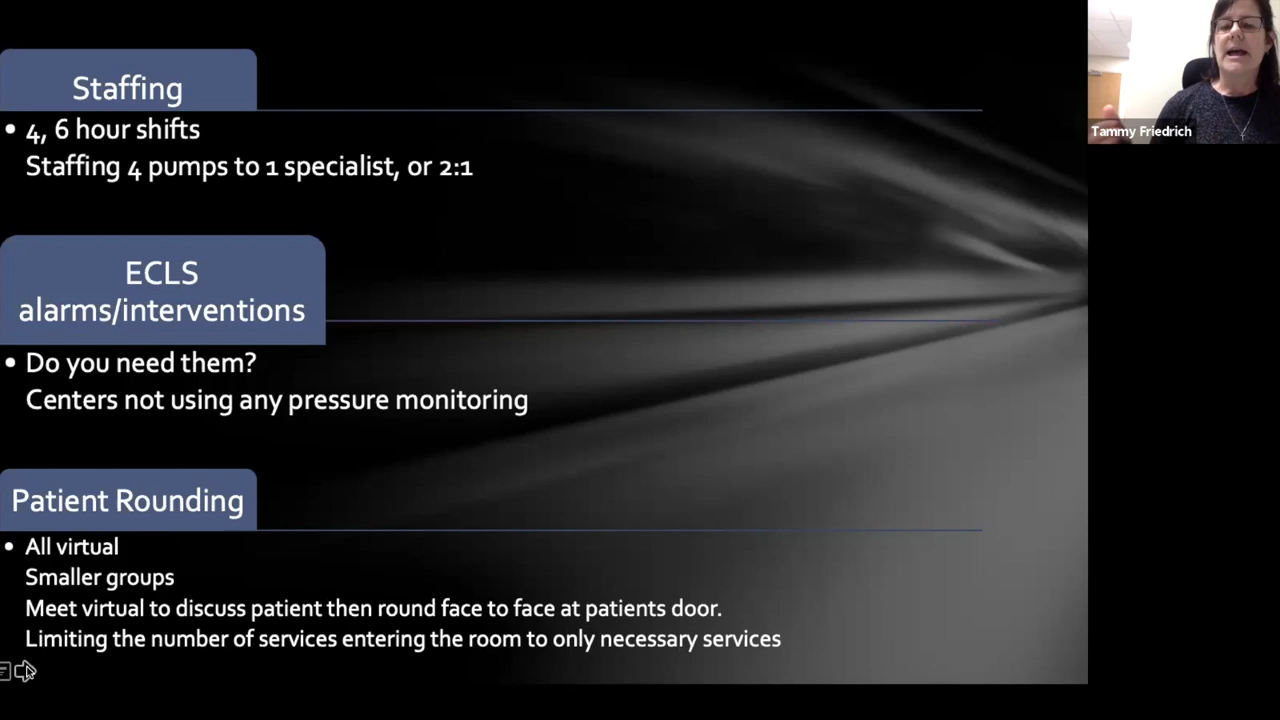 Staffing
• 4, 6 hour shifts
Staffing 4 pumps to 1 specialist, or 2:1
ECLS
alarms/interventions
• Do you need them?
Centers not using any pressure monitoring
Patient Rounding
• All virtual
Smaller groups
Meet virtual to discuss patient then round face to face at patients door.
Limiting the number of services entering the room to only necessary services
Tammy Friedrich